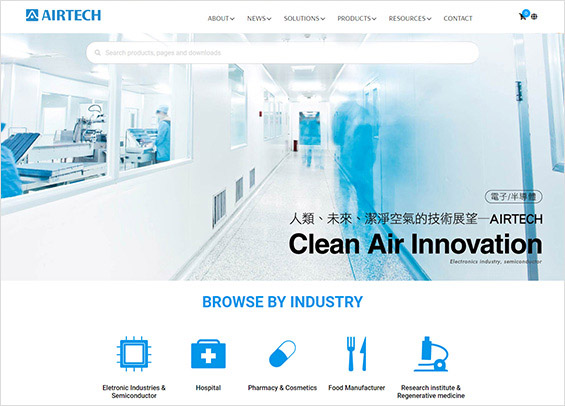 AIRTECH
ABOUT NEWS SOLUTIONS PRODUCTS RESOURCES CONTACT
Search products, pages and downloads
電子/半導體
人類、未來、潔淨空氣的技術展望─AIRTECH
Clean Air Innovation
Electronics industry, semiconductor
BROWSE BY INDUSTRY
Eletronic Industries &
Semiconductor
Hospital
Pharmacy & Cosmetics
Food Manufacturer
Research institute &
Regenerative medicine